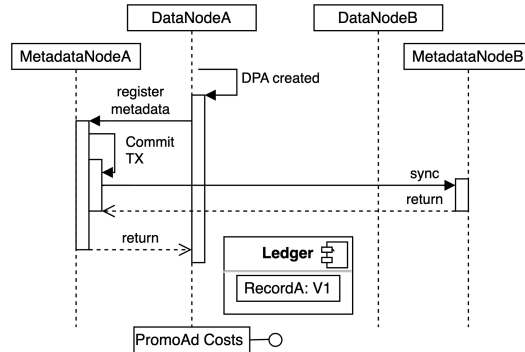 DataNodeA
DataNodeB
MetadataNodeA
MetadataNodeB
DPA created
register
metadata
Commit
TX
sync
return
return
Ledger
RecordA: V1
PromoAd Costs